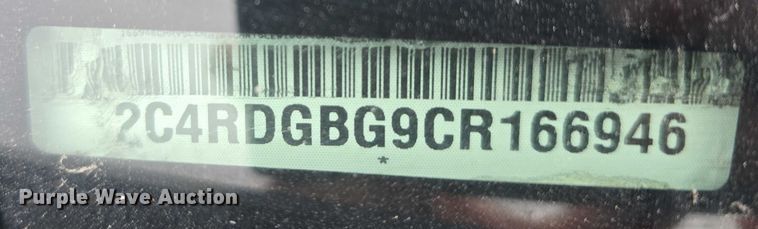 2C4RDGBG9CR166946
*
Purple Wave Auction